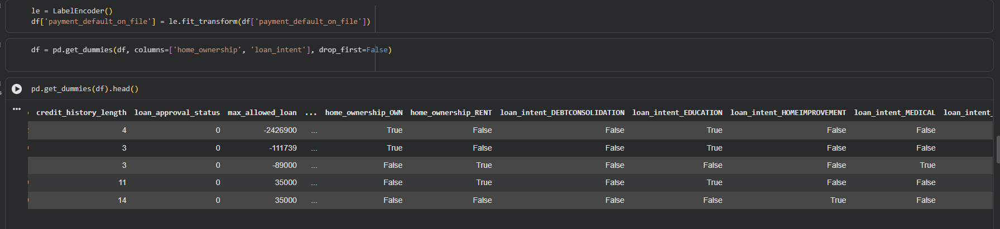 le = LabelEncoder()
df['payment_default_on_file'] = le.fit_transform(df['payment_default_on_file'])
df = pd.get_dummies(df, columns=['home_ownership', 'loan_intent'], drop_first=False)
pd.get_dummies(df).head()
credit_history_length loan_approval_status max_allowed_loan ... home_ownership_OWN home_ownership_RENT loan_intent_DEBTCONSOLIDATION loan_intent_EDUCATION loan_intent_HOMEIMPROVEMENT loan_intent_MEDICAL loan_intent_
4 0 -2426900 ... True False False True False False
3 0 -111739 ... True False False True False False
3 0 -89000 ... False True False False False True
11 0 35000 ... False True False True False False
14 0 35000 ... False False False False True False